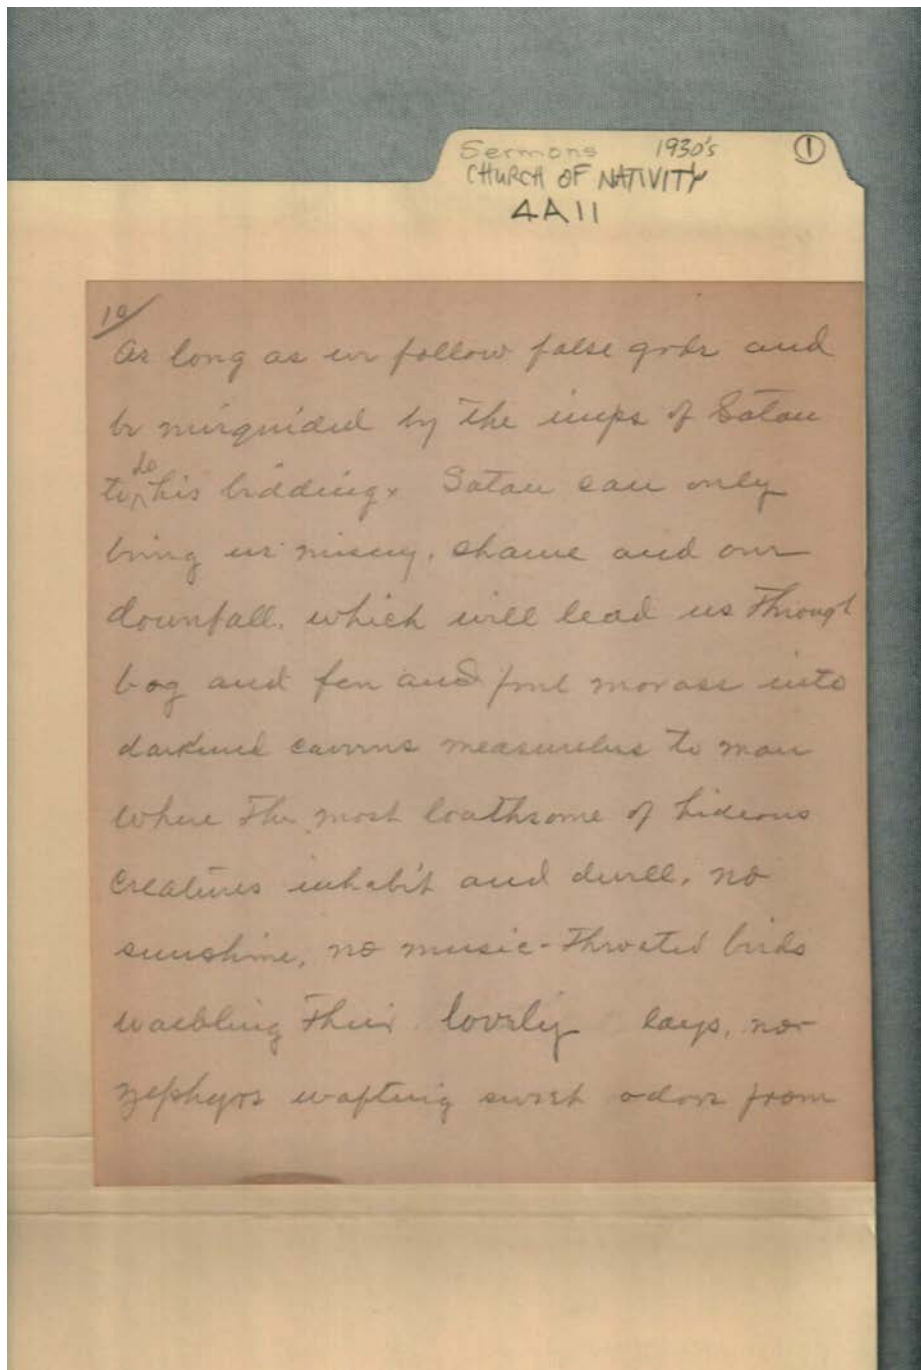 Sermons 1930's ①
CHURCH OF NATIVITY
4A11
10/
As long as we follow false gods and
be misguided by the imps of Satan
to do his bidding. Satan can only
bring us misery, shame and our
downfall, which will lead us through
bog and fen and foul morass into
darkened caverns measureless to man
where the most loathsome of hideous
creatures inhabit and dwell, no
sunshine, no music-throated birds
warbling their lovely lays, nor
zephyrs wafting sweet odors from